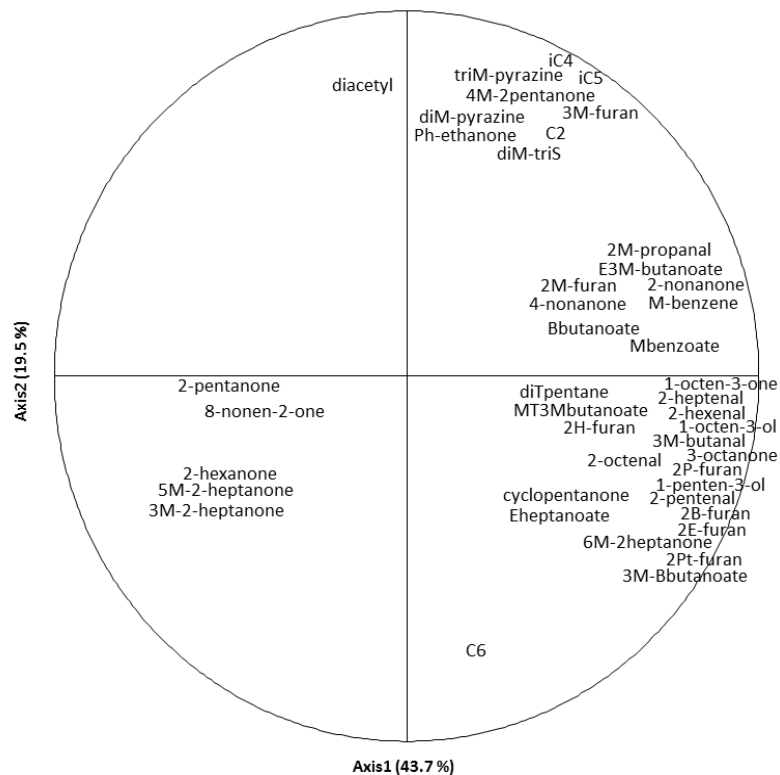 iC4
diacetyl
triM-pyrazine
iC5
4M-2pentanone
diM-pyrazine
3M-furan
Ph-ethanone
C2
diM-triS
2M-propanal
E3M-butanoate
2M-furan
2-nonanone
4-nonanone
M-benzene
Bbutanoate
Mbenzoate
Axis2 (19.5 %)
2-pentanone
diTpentane
1-octen-3-one
2-heptenal
8-nonen-2-one
MT3Mbutanoate
2-hexenal
2H-furan
1-octen-3-ol
3M-butanal
2-octenal
3-octanone
2P-furan
2-hexanone
1-penten-3-ol
5M-2-heptanone
cyclopentanone
2-pentenal
3M-2-heptanone
Eheptanoate
2B-furan
2E-furan
6M-2heptanone
2Pt-furan
3M-Bbutanoate
C6
Axis1 (43.7 %)